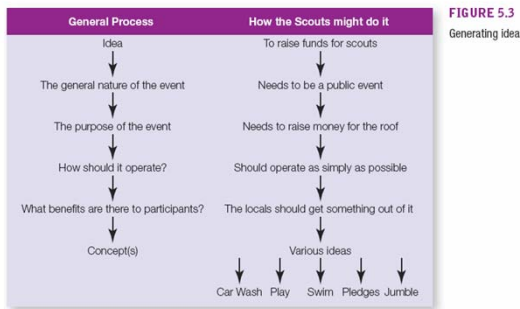 General Process
How the Scouts might do it
FIGURE 5.3
Generating idea
Idea
To raise funds for scouts
The general nature of the event
Needs to be a public event
The purpose of the event
Needs to raise money for the roof
How should it operate?
Should operate as simply as possible
What benefits are there to participants?
The locals should get something out of it
Concept(s)
Various ideas
Car Wash Play Swim Pledges Jumble